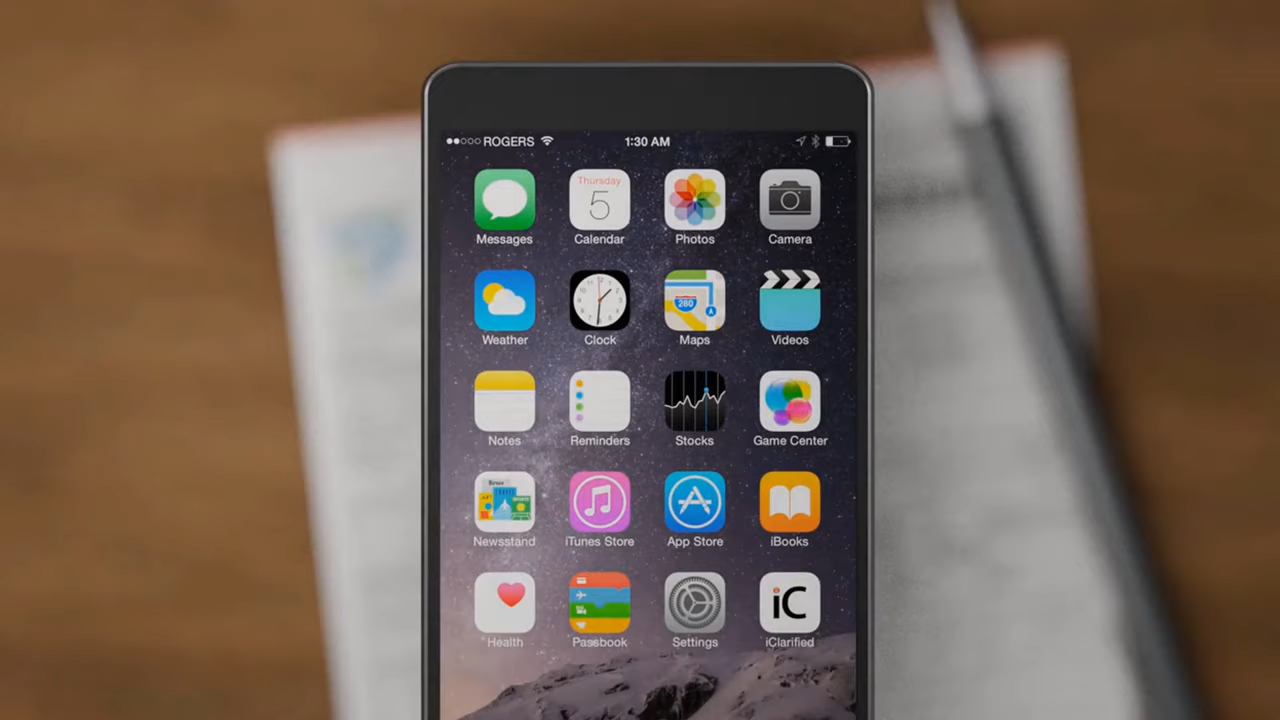 ROGERS 1:30 AM
Thursday
5
Messages Calendar Photos Camera
280
Weather Clock Maps Videos
Notes Reminders Stocks Game Center
Newsstand iTunes Store App Store iBooks
iC
Health Passbook Settings iClarified